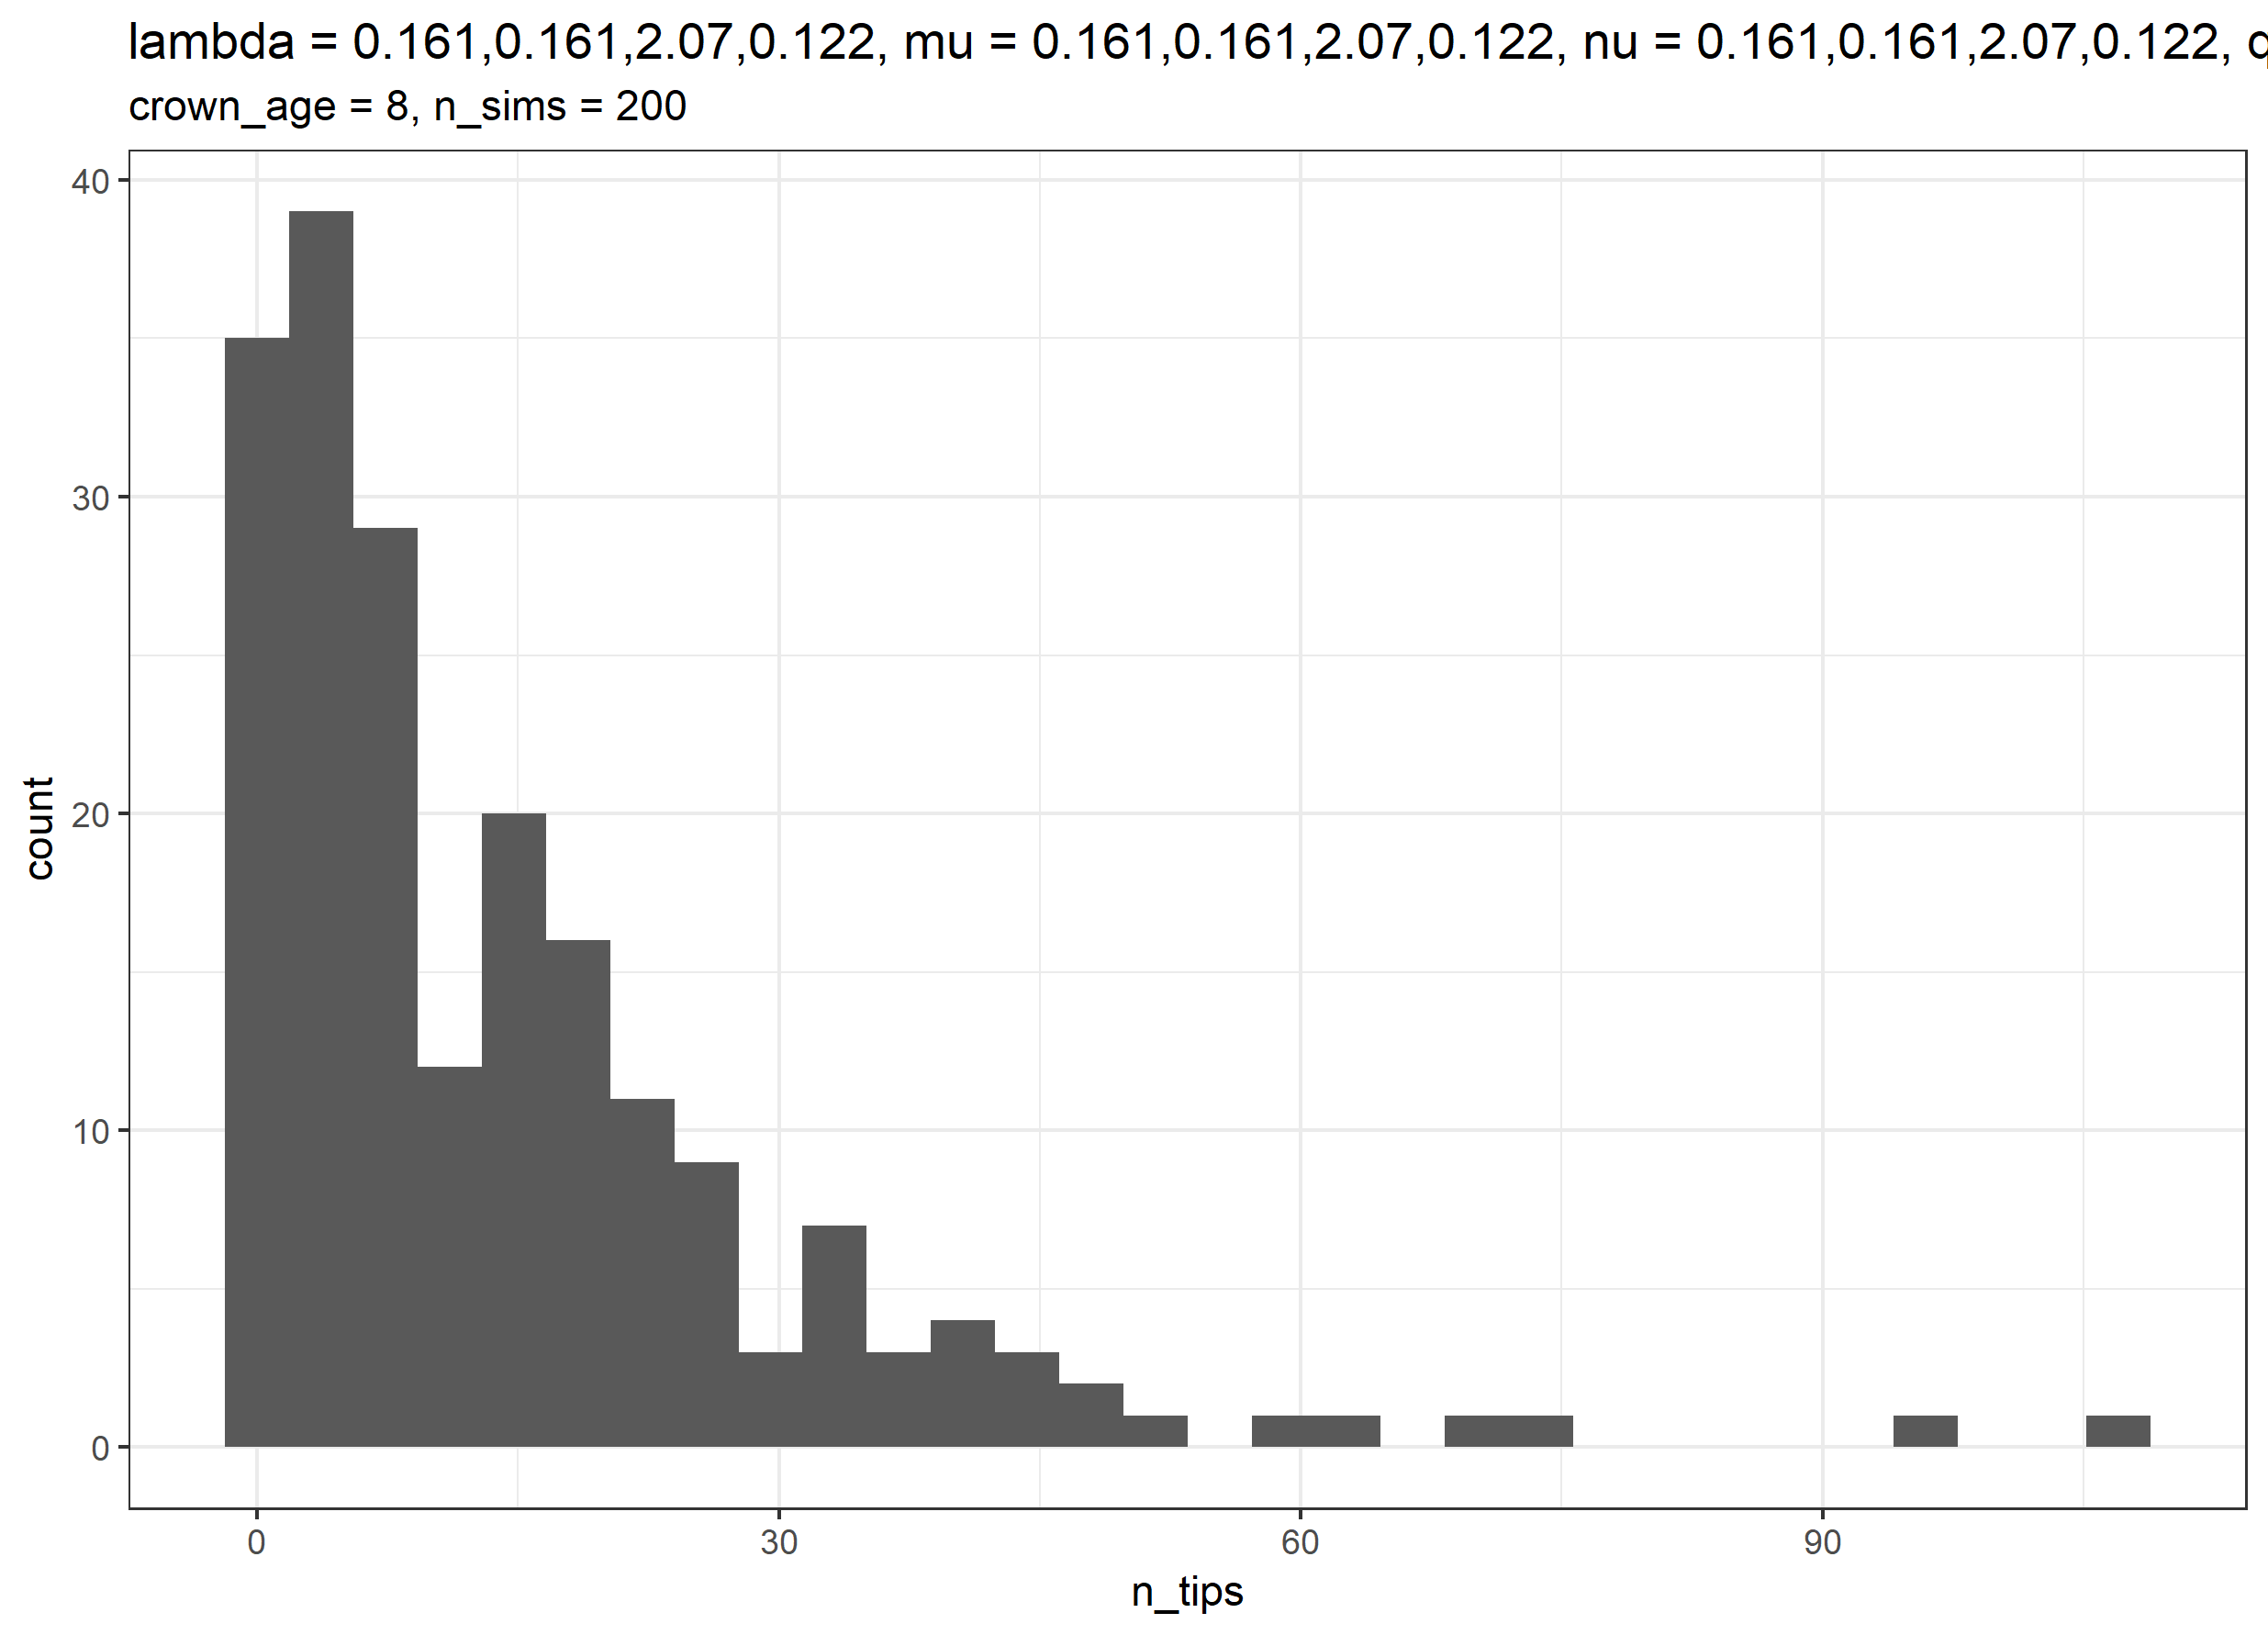 lambda = 0.161,0.161,2.07,0.122, mu = 0.161,0.161,2.07,0.122, nu = 0.161,0.161,2.07,0.122, q
crown_age = 8, n_sims = 200
40
30
20
10
0
count
0 30 60 90
n_tips